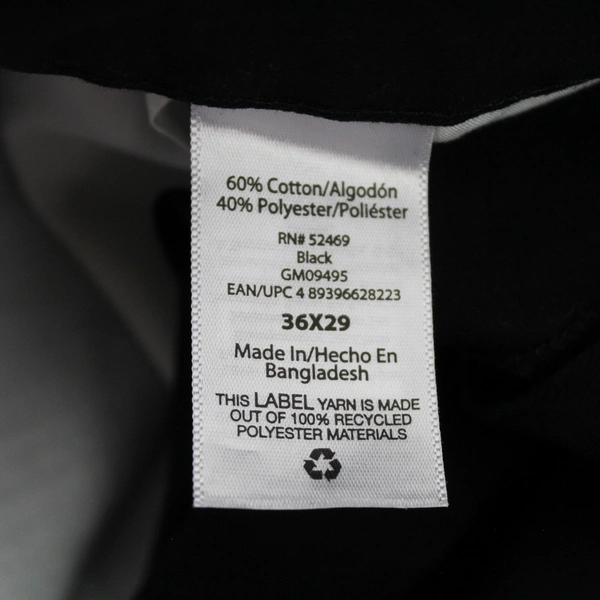 60% Cotton/Algodón
40% Polyester/Poliéster
RN# 52469
Black
GM09495
EAN/UPC 4 89396628223
36X29
Made In/Hecho En
Bangladesh
THIS LABEL YARN IS MADE
OUT OF 100% RECYCLED
POLYESTER MATERIALS